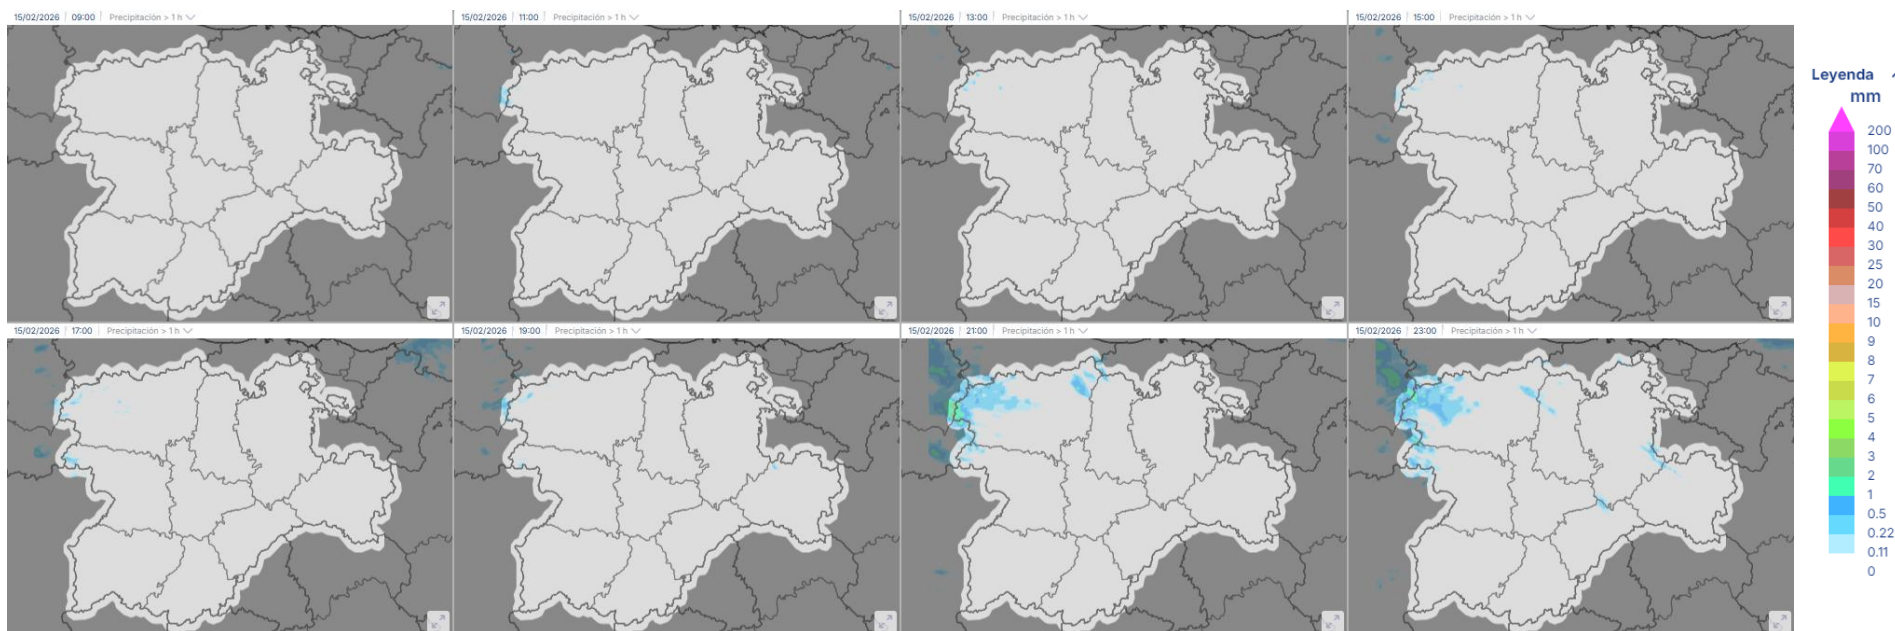 15/02/2026 09:00 Precipitación > 1 h
15/02/2026 11:00 Precipitación > 1 h
15/02/2026 13:00 Precipitación > 1 h
15/02/2026 15:00 Precipitación > 1 h
Leyenda
mm
200
100
70
60
50
40
30
25
20
15
10
9
8
7
6
5
4
3
2
1
0.5
0.22
0.11
0
15/02/2026 17:00 Precipitación > 1 h
15/02/2026 19:00 Precipitación > 1 h
15/02/2026 21:00 Precipitación > 1 h
15/02/2026 23:00 Precipitación > 1 h